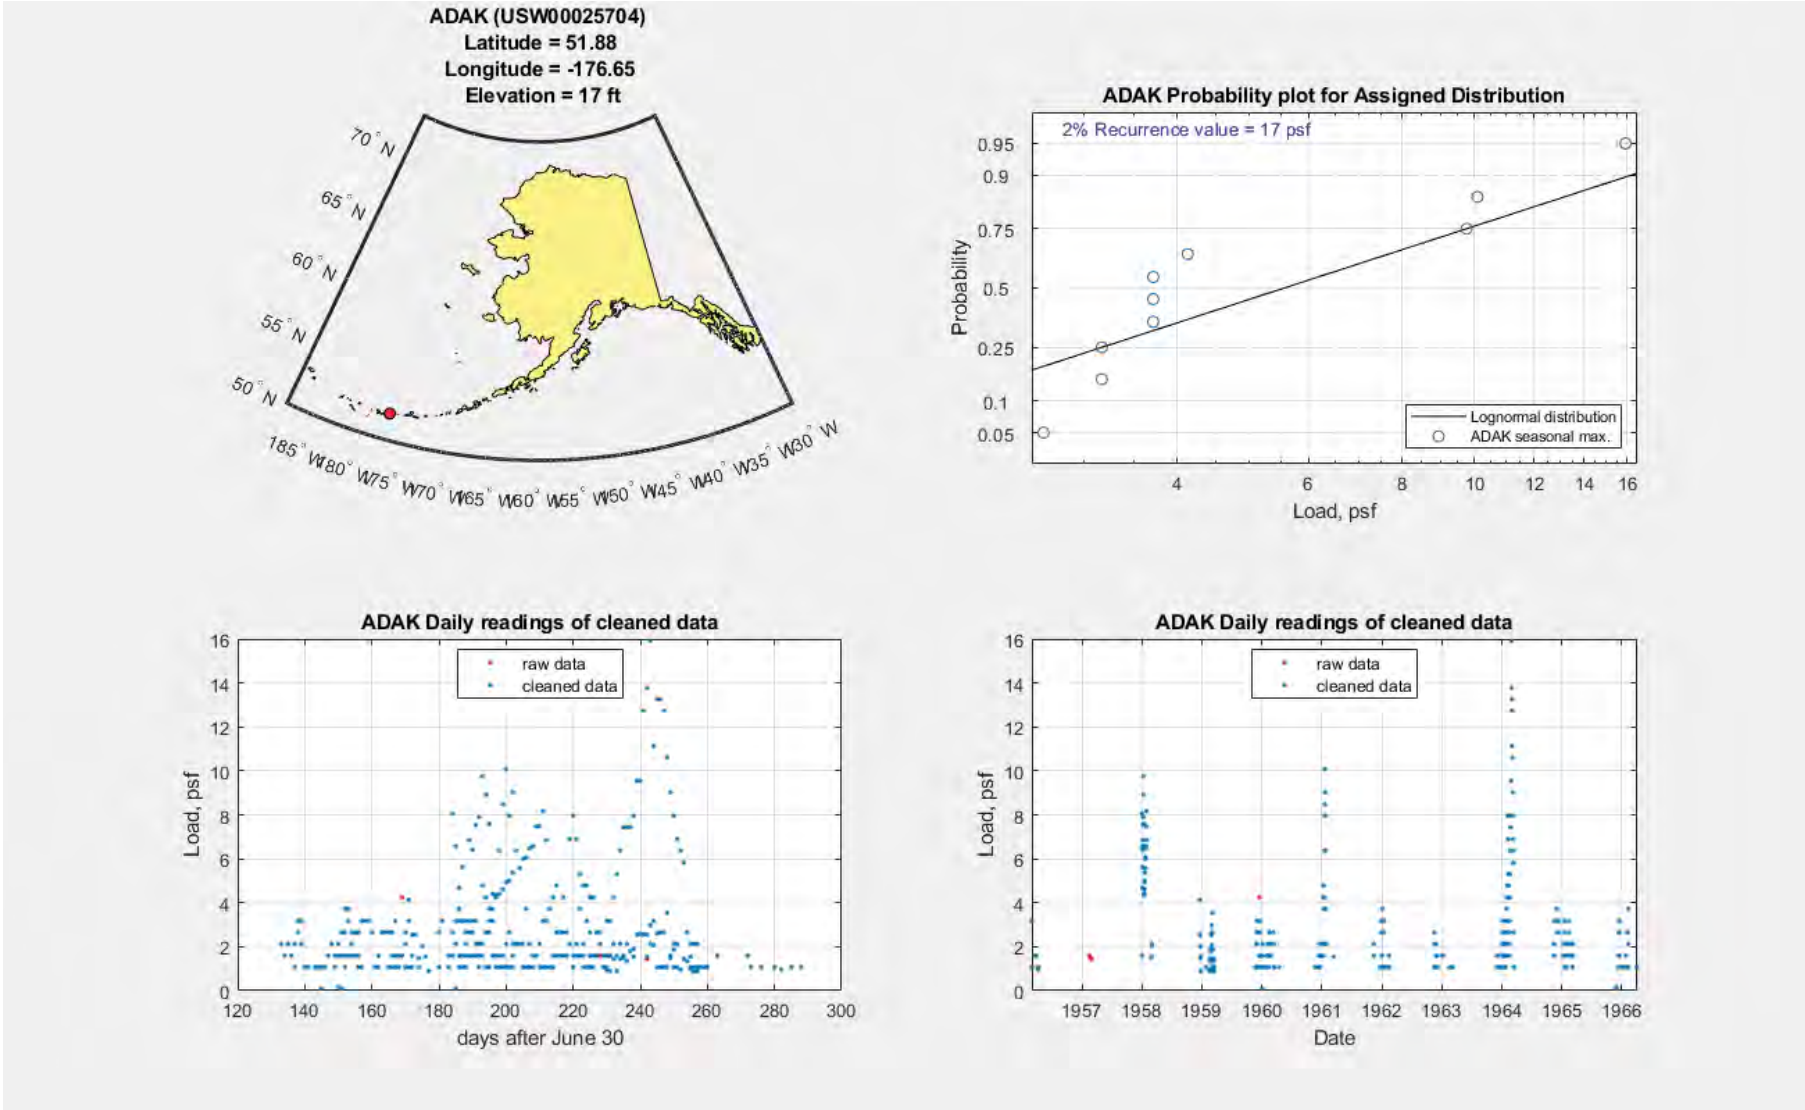 ADAK (USW00025704)
Latitude = 51.88
Longitude = -176.65
Elevation = 17 ft
70° N
65° N
60° N
55° N
50° N
185° W
180° W
175° W
170° W
165° W
160° W
155° W
150° W
145° W
140° W
135° W
130° W
ADAK Probability plot for Assigned Distribution
2% Recurrence value = 17 psf
0.95
0.9
0.75
0.5
0.25
0.1
0.05
Probability
Lognormal distribution
ADAK seasonal max.
4 6 8 10 12 14 16
Load, psf
ADAK Daily readings of cleaned data
raw data
cleaned data
16
14
12
10
8
6
4
2
0
Load, psf
120 140 160 180 200 220 240 260 280 300
days after June 30
ADAK Daily readings of cleaned data
raw data
cleaned data
16
14
12
10
8
6
4
2
0
Load, psf
1957 1958 1959 1960 1961 1962 1963 1964 1965 1966
Date